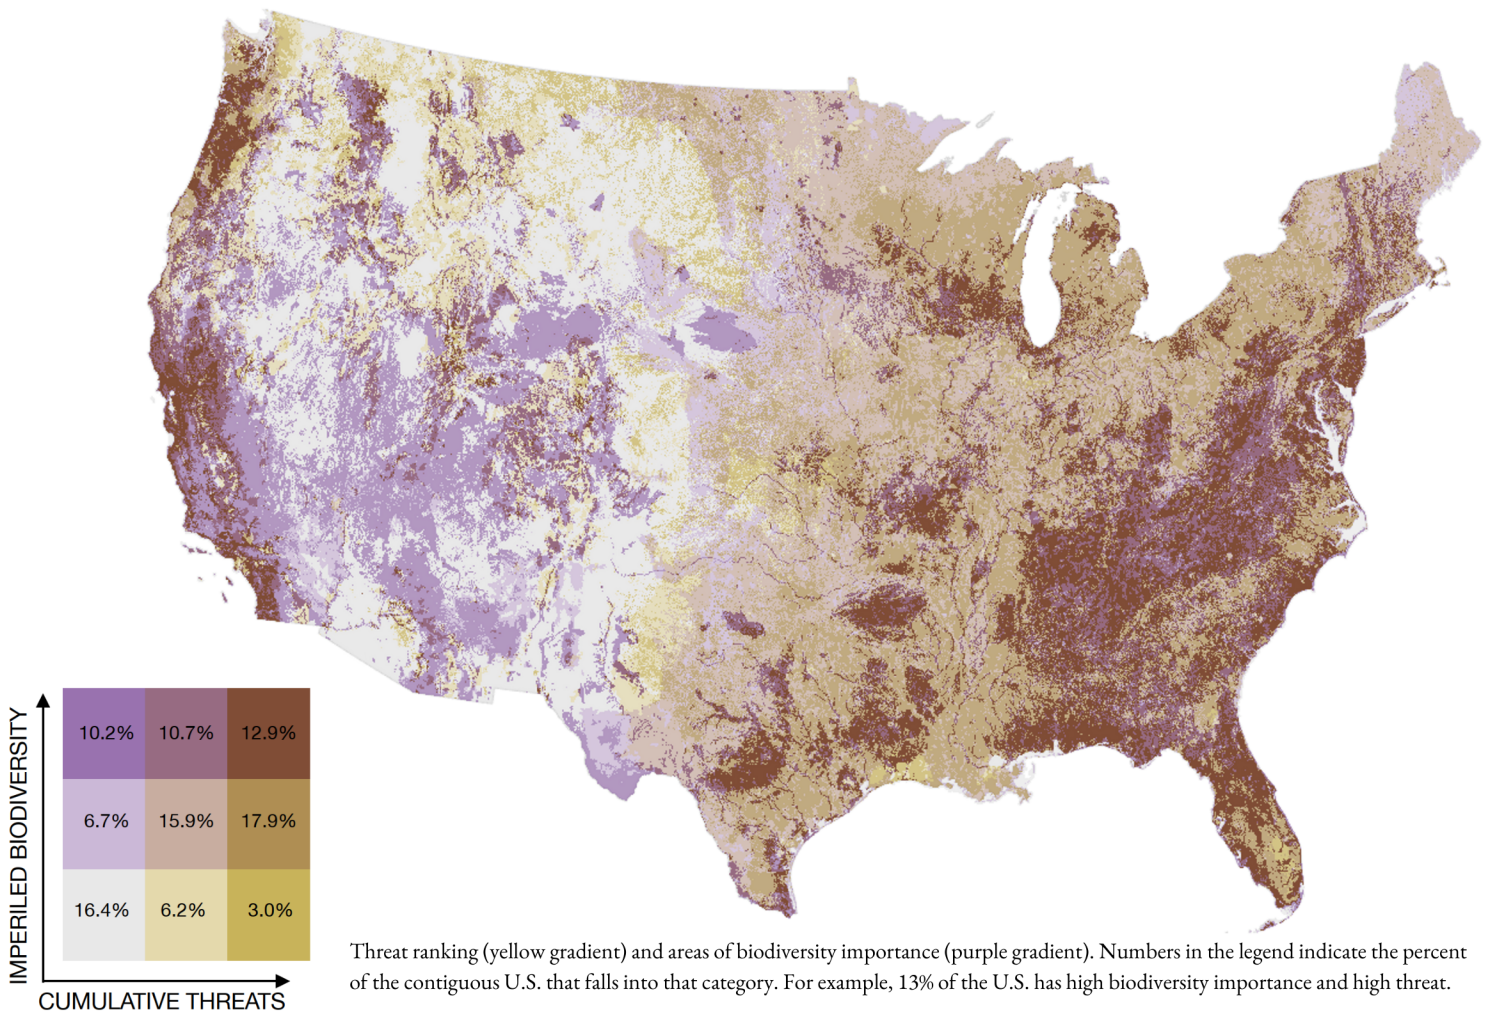 IMPERILED BIODIVERSITY
10.2% 10.7% 12.9%
6.7% 15.9% 17.9%
16.4% 6.2% 3.0%
CUMULATIVE THREATS
Threat ranking (yellow gradient) and areas of biodiversity importance (purple gradient). Numbers in the legend indicate the percent
of the contiguous U.S. that falls into that category. For example, 13% of the U.S. has high biodiversity importance and high threat.